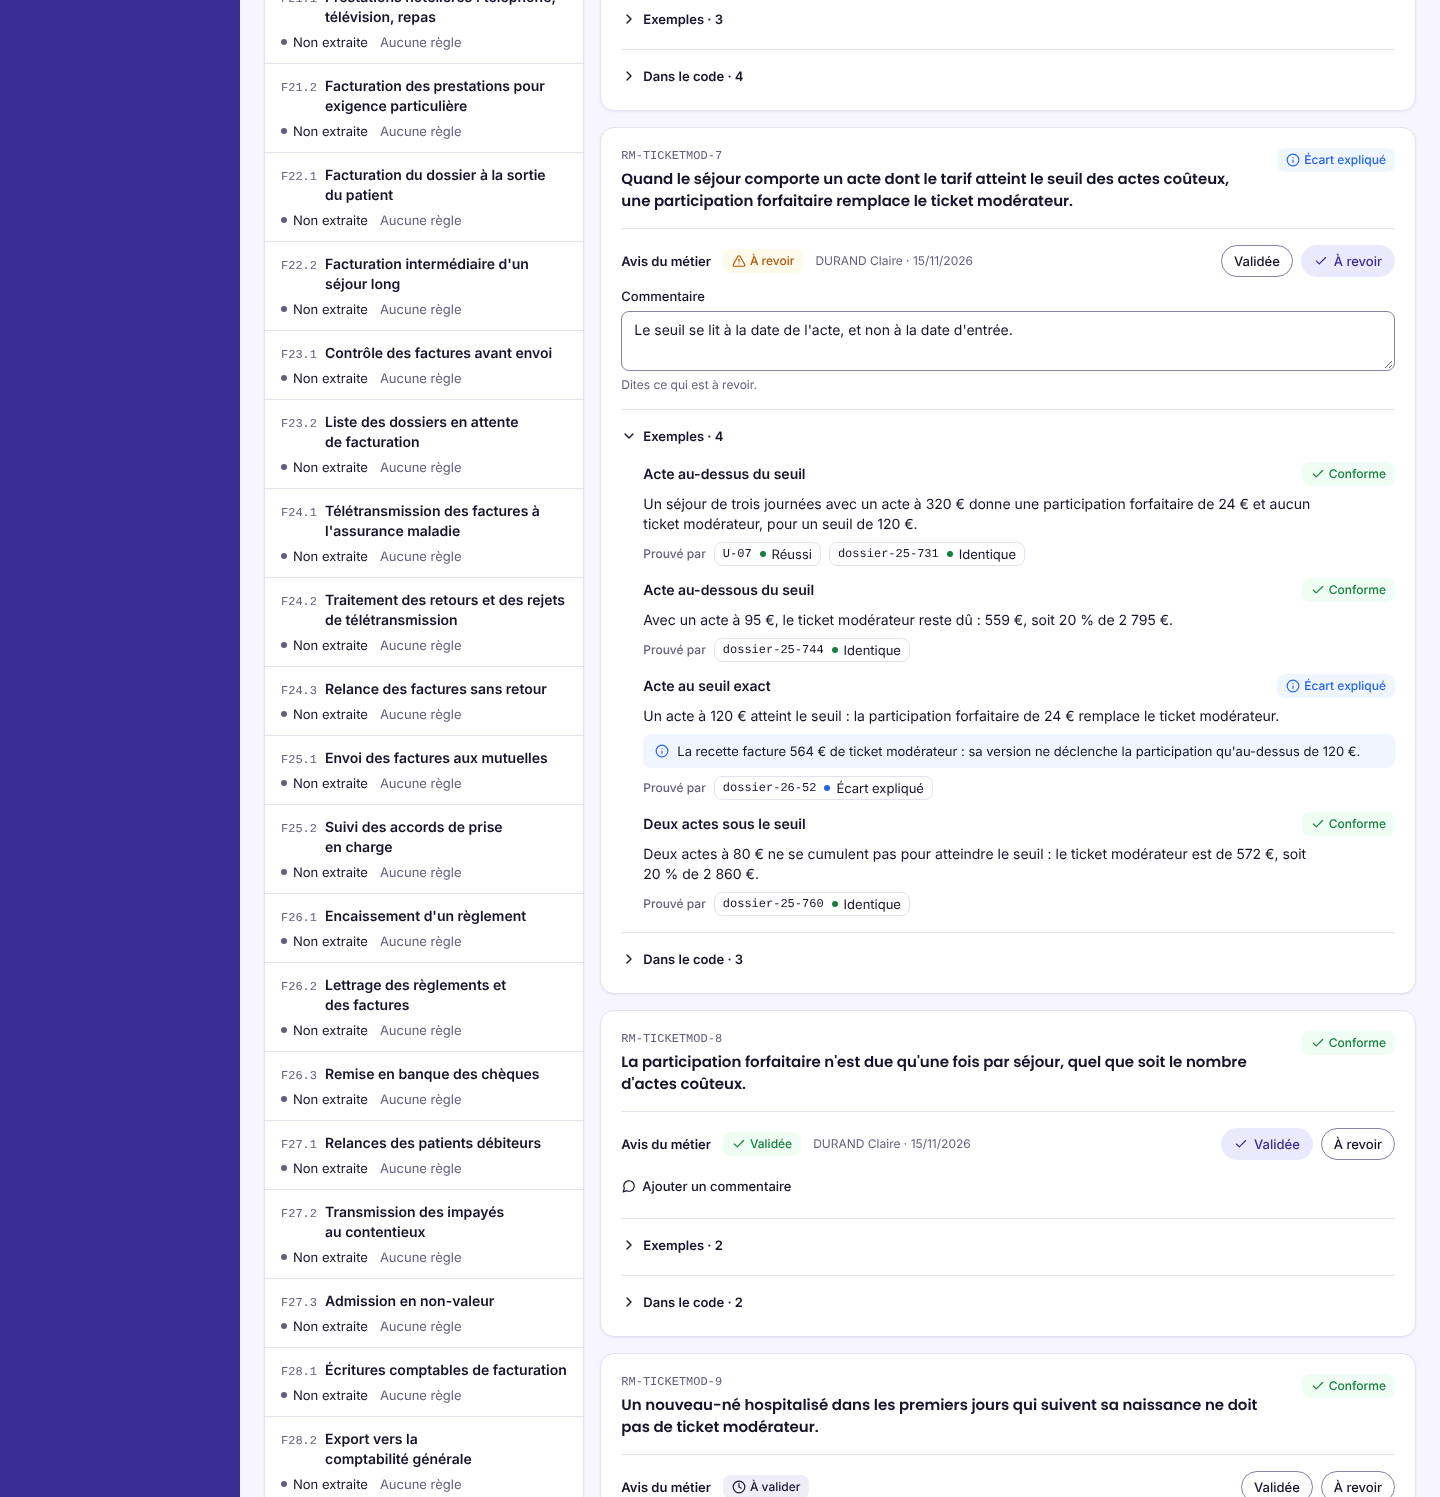 F21.1 Prestations hôtelières : téléphone,
télévision, repas
Non extraite Aucune règle
F21.2 Facturation des prestations pour
exigence particulière
Non extraite Aucune règle
F22.1 Facturation du dossier à la sortie
du patient
Non extraite Aucune règle
F22.2 Facturation intermédiaire d'un
séjour long
Non extraite Aucune règle
F23.1 Contrôle des factures avant envoi
Non extraite Aucune règle
F23.2 Liste des dossiers en attente
de facturation
Non extraite Aucune règle
F24.1 Télétransmission des factures à
l'assurance maladie
Non extraite Aucune règle
F24.2 Traitement des retours et des rejets
de télétransmission
Non extraite Aucune règle
F24.3 Relance des factures sans retour
Non extraite Aucune règle
F25.1 Envoi des factures aux mutuelles
Non extraite Aucune règle
F25.2 Suivi des accords de prise
en charge
Non extraite Aucune règle
F26.1 Encaissement d'un règlement
Non extraite Aucune règle
F26.2 Lettrage des règlements et
des factures
Non extraite Aucune règle
F26.3 Remise en banque des chèques
Non extraite Aucune règle
F27.1 Relances des patients débiteurs
Non extraite Aucune règle
F27.2 Transmission des impayés
au contentieux
Non extraite Aucune règle
F27.3 Admission en non-valeur
Non extraite Aucune règle
F28.1 Écritures comptables de facturation
Non extraite Aucune règle
F28.2 Export vers la
comptabilité générale
Non extraite Aucune règle
Exemples · 3
Dans le code · 4
RM-TICKETMOD-7
Écart expliqué
Quand le séjour comporte un acte dont le tarif atteint le seuil des actes coûteux,
une participation forfaitaire remplace le ticket modérateur.
Avis du métier À revoir DURAND Claire · 15/11/2026 Validée À revoir
Commentaire
Le seuil se lit à la date de l'acte, et non à la date d'entrée.
Dites ce qui est à revoir.
Exemples · 4
Acte au-dessus du seuil Conforme
Un séjour de trois journées avec un acte à 320 € donne une participation forfaitaire de 24 € et aucun
ticket modérateur, pour un seuil de 120 €.
Prouvé par U-07 Réussi dossier-25-731 Identique
Acte au-dessous du seuil Conforme
Avec un acte à 95 €, le ticket modérateur reste dû : 559 €, soit 20 % de 2 795 €.
Prouvé par dossier-25-744 Identique
Acte au seuil exact Écart expliqué
Un acte à 120 € atteint le seuil : la participation forfaitaire de 24 € remplace le ticket modérateur.
La recette facture 564 € de ticket modérateur : sa version ne déclenche la participation qu'au-dessus de 120 €.
Prouvé par dossier-26-52 Écart expliqué
Deux actes sous le seuil Conforme
Deux actes à 80 € ne se cumulent pas pour atteindre le seuil : le ticket modérateur est de 572 €, soit
20 % de 2 860 €.
Prouvé par dossier-25-760 Identique
Dans le code · 3
RM-TICKETMOD-8
Conforme
La participation forfaitaire n'est due qu'une fois par séjour, quel que soit le nombre
d'actes coûteux.
Avis du métier Validée DURAND Claire · 15/11/2026 Validée À revoir
Ajouter un commentaire
Exemples · 2
Dans le code · 2
RM-TICKETMOD-9
Conforme
Un nouveau-né hospitalisé dans les premiers jours qui suivent sa naissance ne doit
pas de ticket modérateur.
Avis du métier À valider Validée À revoir